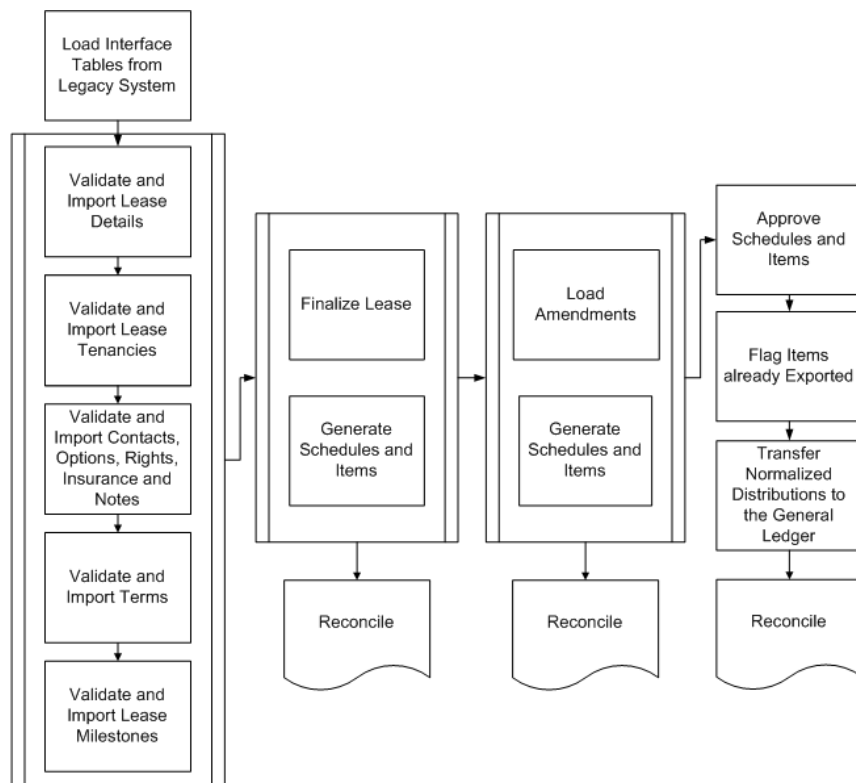 Load Interface
Tables from
Legacy System
Validate and
Import Lease
Details
Validate and
Import Lease
Tenancies
Validate and
Import Contacts,
Options, Rights,
Insurance and
Notes
Validate and
Import Terms
Validate and
Import Lease
Milestones
Finalize Lease
Generate
Schedules and
Items
Reconcile
Load
Amendments
Generate
Schedules and
Items
Reconcile
Approve
Schedules and
Items
Flag Items
already Exported
Transfer
Normalized
Distributions to
the General
Ledger
Reconcile